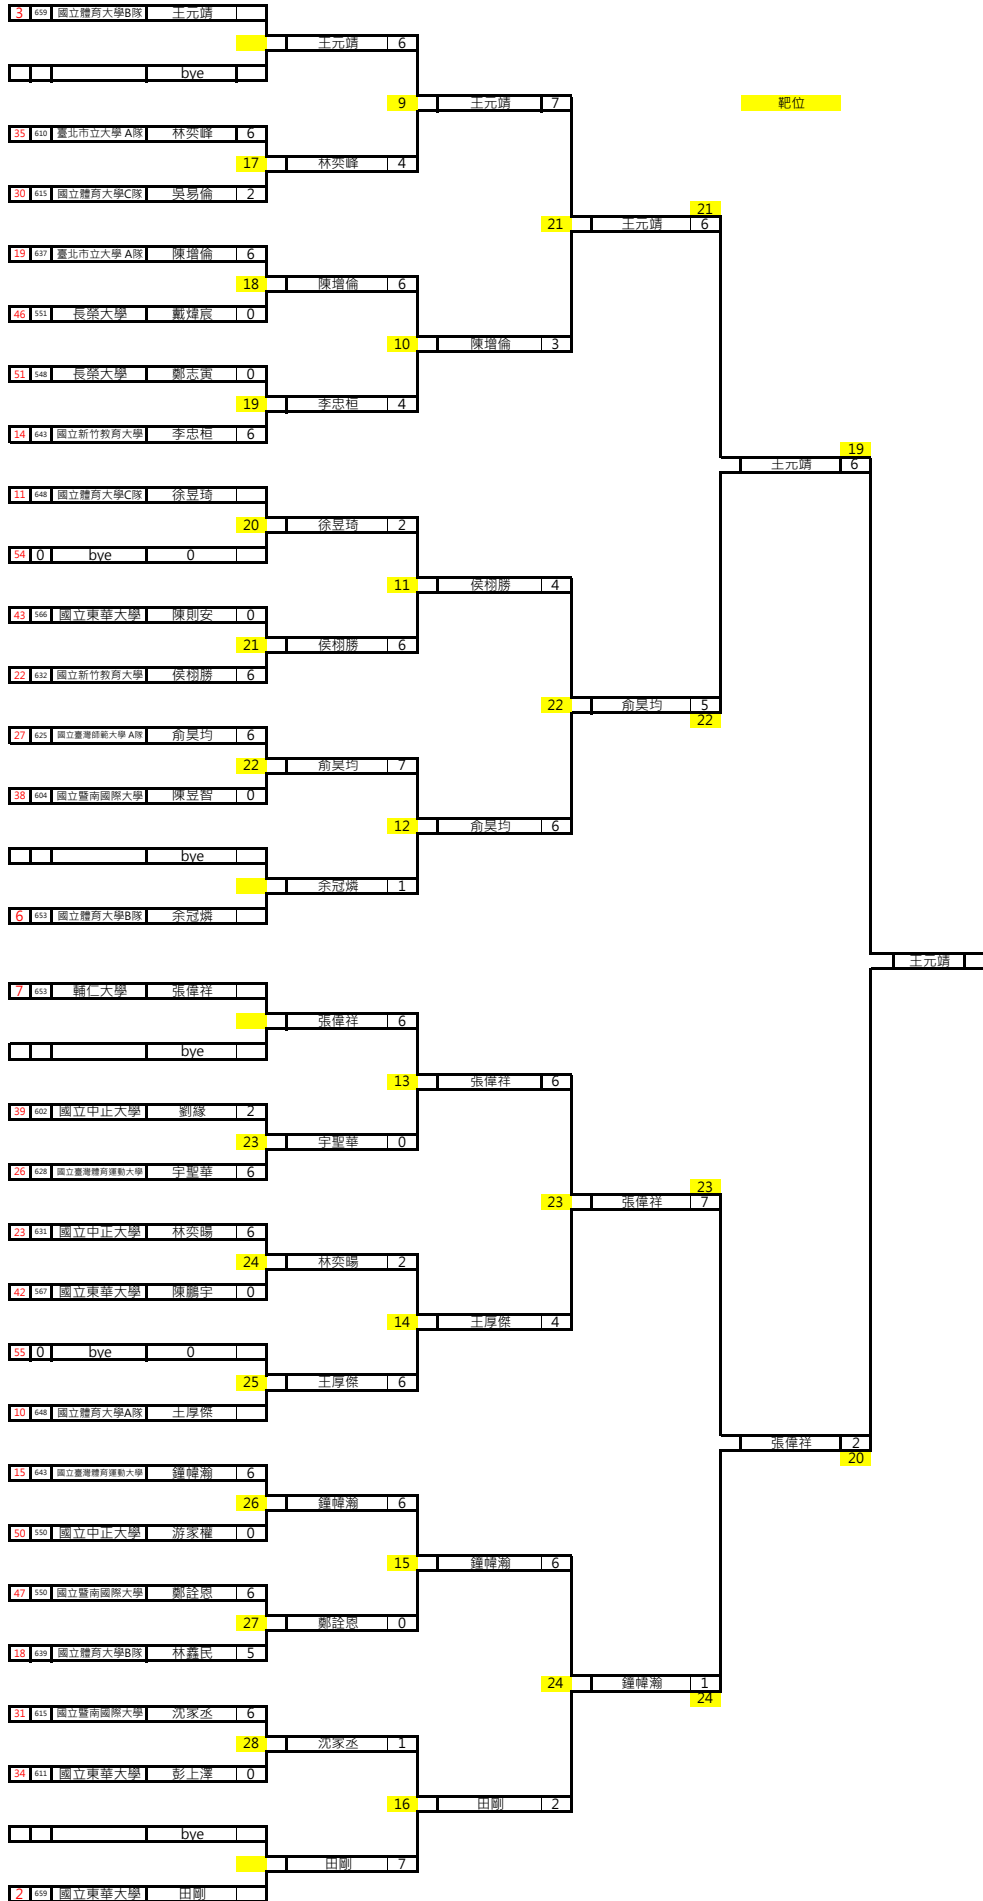 3 659 國立體育大學B隊 王元靖
王元靖 6
bye
9 王元靖 7
靶位
35 610 臺北市立大學 A隊 林奕峰 6
17 林奕峰 4
30 615 國立體育大學C隊 吳易倫 2
21
21 王元靖 6
19 637 臺北市立大學 A隊 陳增倫 6
18 陳增倫 6
46 551 長榮大學 戴煒宸 0
10 陳增倫 3
51 548 長榮大學 鄭志寅 0
19 李忠桓 4
14 643 國立新竹教育大學 李忠桓 6
19
王元靖 6
11 648 國立體育大學C隊 徐昱琦
20 徐昱琦 2
54 0 bye 0
11 侯栩勝 4
43 566 國立東華大學 陳則安 0
21 侯栩勝 6
22 632 國立新竹教育大學 侯栩勝 6
22 俞昊均 5
22
27 625 國立臺灣師範大學 A隊 俞昊均 6
22 俞昊均 7
38 604 國立暨南國際大學 陳昱智 0
12 俞昊均 6
bye
余冠燐 1
6 653 國立體育大學B隊 余冠燐
王元靖
7 653 輔仁大學 張偉祥
張偉祥 6
bye
13 張偉祥 6
39 602 國立中正大學 劉緣 2
23 宇聖華 0
26 628 國立臺灣體育運動大學 宇聖華 6
23
23 張偉祥 7
23 631 國立中正大學 林奕暘 6
24 林奕暘 2
42 567 國立東華大學 陳鵬宇 0
14 王厚傑 4
55 0 bye 0
25 王厚傑 6
10 648 國立體育大學A隊 王厚傑
張偉祥 2
20
15 643 國立臺灣體育運動大學 鐘幃瀚 6
26 鐘幃瀚 6
50 550 國立中正大學 游家權 0
15 鐘幃瀚 6
47 550 國立暨南國際大學 鄭詮恩 6
27 鄭詮恩 0
18 639 國立體育大學B隊 林鑫民 5
24 鐘幃瀚 1
24
31 615 國立暨南國際大學 沈家丞 6
28 沈家丞 1
34 611 國立東華大學 彭上澤 0
16 田剛 2
bye
田剛 7
2 659 國立東華大學 田剛